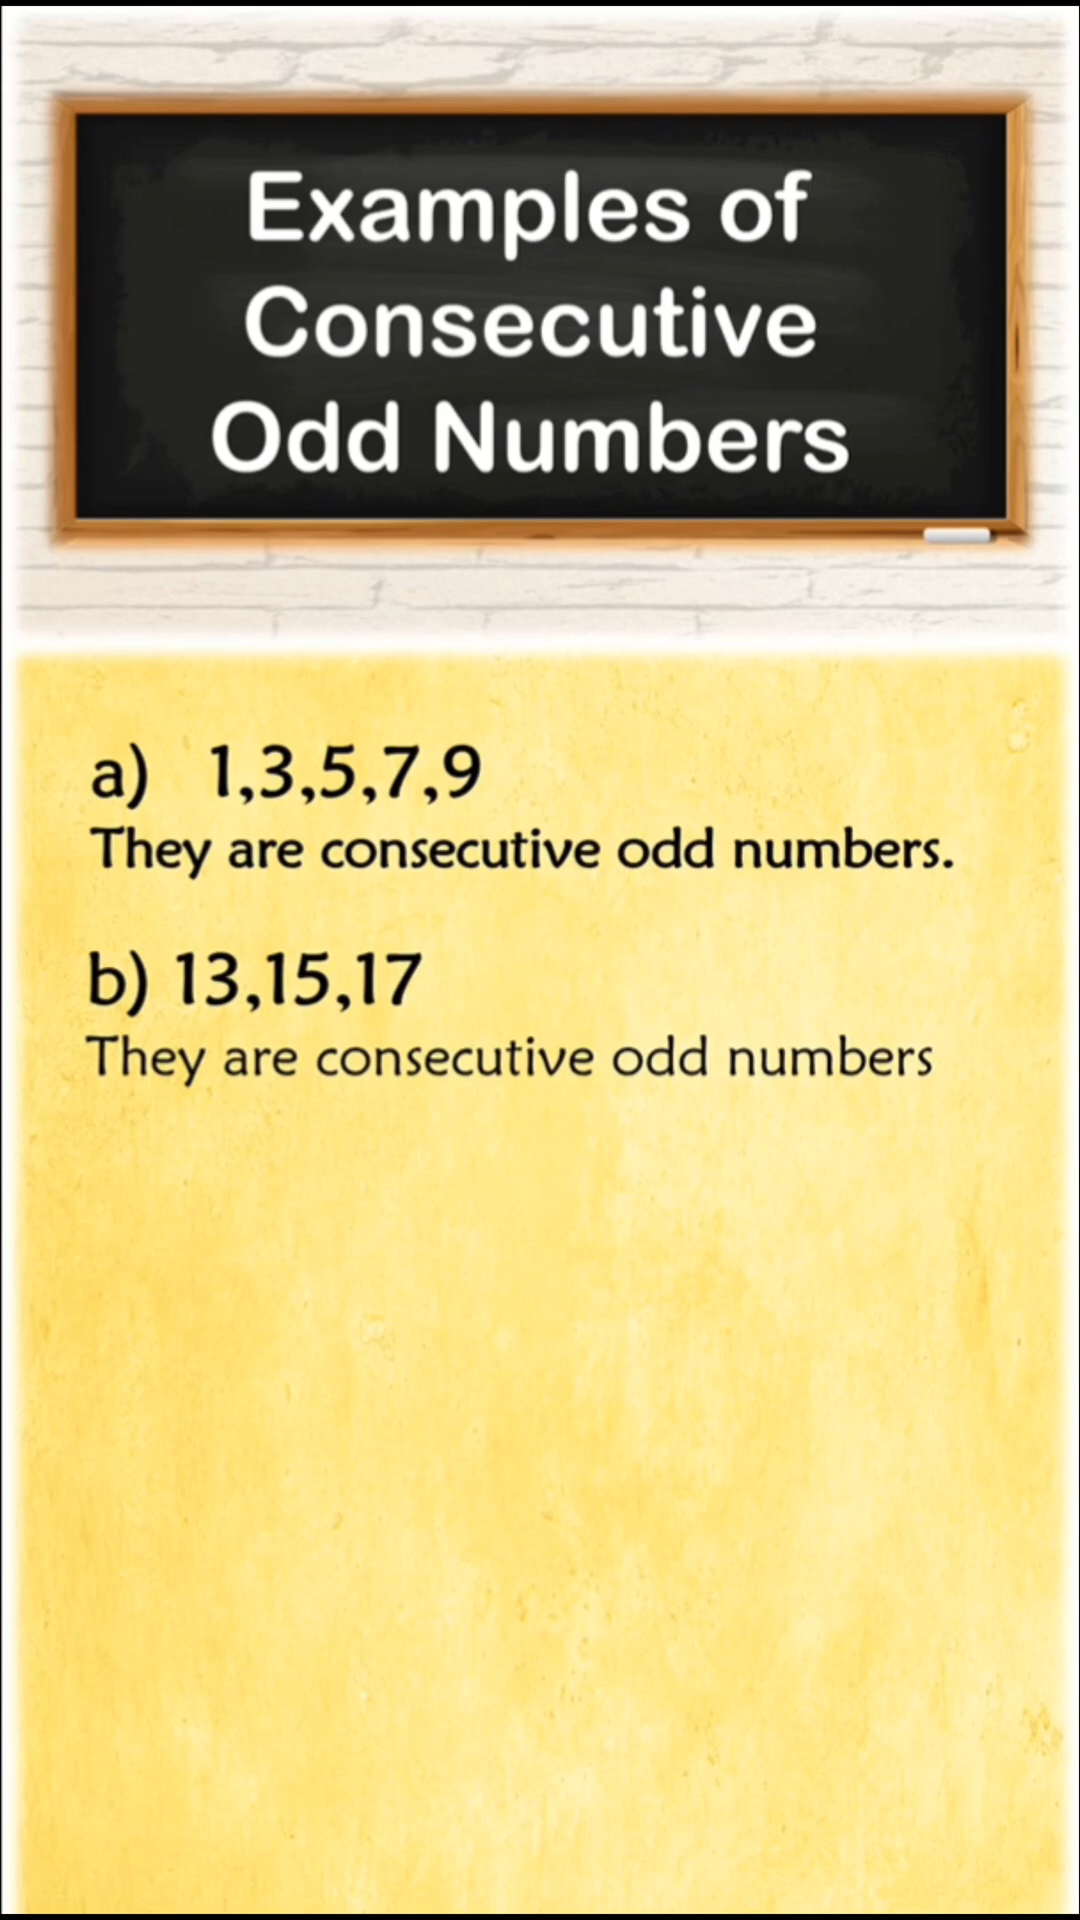 Examples of
Consecutive
Odd Numbers
a) 1,3,5,7,9
They are consecutive odd numbers.
b) 13,15,17
They are consecutive odd numbers